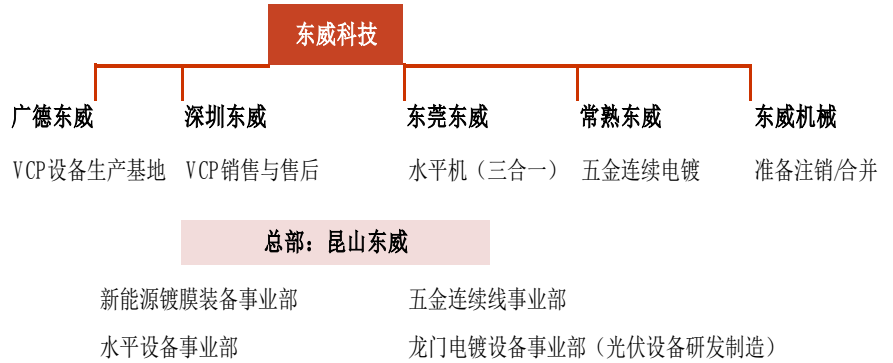 东威科技
广德东威 深圳东威 东莞东威 常熟东威 东威机械
VCP设备生产基地 VCP销售与售后 水平机（三合一） 五金连续电镀 准备注销/合并
总部：昆山东威
新能源镀膜装备事业部 五金连续线事业部
水平设备事业部 龙门电镀设备事业部（光伏设备研发制造）